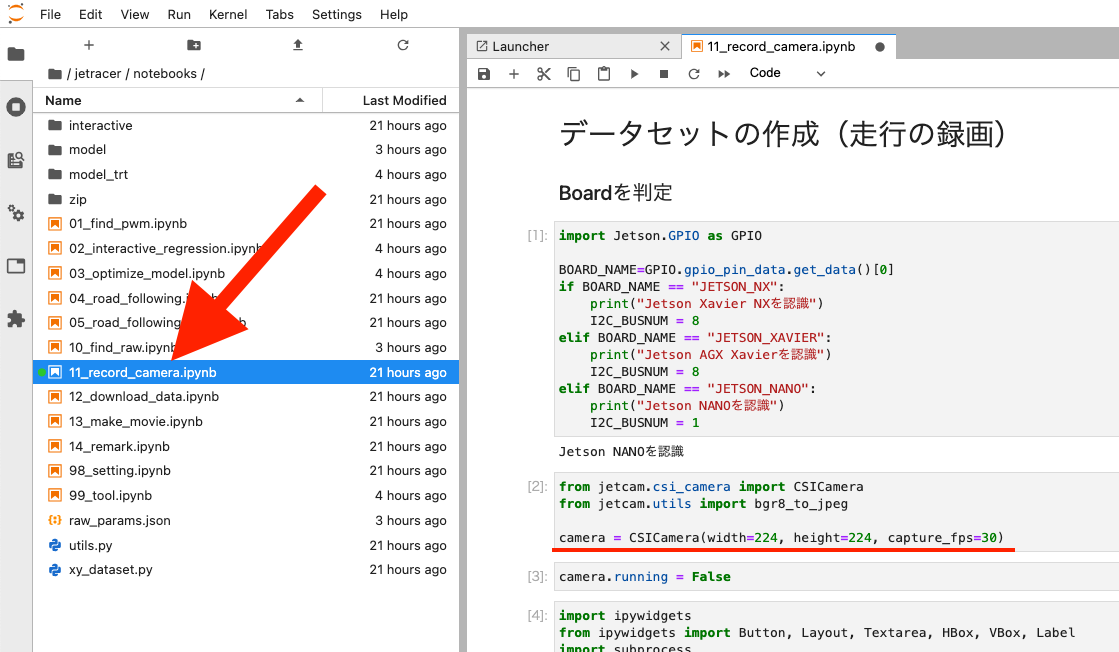 File Edit View Run Kernel Tabs Settings Help
/ jetracer / notebooks /
Name Last Modified
interactive 21 hours ago
model 3 hours ago
model_trt 4 hours ago
zip 21 hours ago
01_find_pwm.ipynb 21 hours ago
02_interactive_regression.ipynb 4 hours ago
03_optimize_model.ipynb 4 hours ago
04_road_following. 21 hours ago
05_road_following 21 hours ago
10_find_raw.ipynb 3 hours ago
11_record_camera.ipynb 21 hours ago
12_download_data.ipynb 21 hours ago
13_make_movie.ipynb 21 hours ago
14_remark.ipynb 21 hours ago
98_setting.ipynb 21 hours ago
99_tool.ipynb 4 hours ago
raw_params.json 3 hours ago
utils.py 21 hours ago
xy_dataset.py 21 hours ago
Launcher 11_record_camera.ipynb
Code
データセットの作成（走行の録画）
Boardを判定
[1]: import Jetson.GPIO as GPIO
BOARD_NAME=GPIO.gpio_pin_data.get_data()[0]
if BOARD_NAME == "JETSON_NX":
    print("Jetson Xavier NXを認識")
    I2C_BUSNUM = 8
elif BOARD_NAME == "JETSON_XAVIER":
    print("Jetson AGX Xavierを認識")
    I2C_BUSNUM = 8
elif BOARD_NAME == "JETSON_NANO":
    print("Jetson NANOを認識")
    I2C_BUSNUM = 1
Jetson NANOを認識
[2]: from jetcam.csi_camera import CSICamera
from jetcam.utils import bgr8_to_jpeg
camera = CSICamera(width=224, height=224, capture_fps=30)
[3]: camera.running = False
[4]: import ipywidgets
from ipywidgets import Button, Layout, Textarea, HBox, VBox, Label
import subprocess